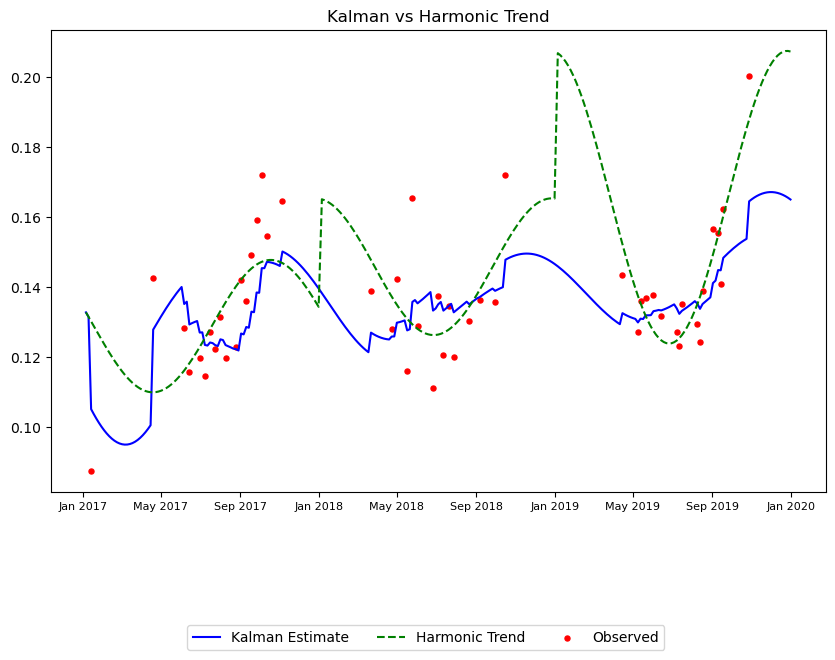 Kalman vs Harmonic Trend
0.20
0.18
0.16
0.14
0.12
0.10
Jan 2017 May 2017 Sep 2017 Jan 2018 May 2018 Sep 2018 Jan 2019 May 2019 Sep 2019 Jan 2020
Kalman Estimate Harmonic Trend Observed